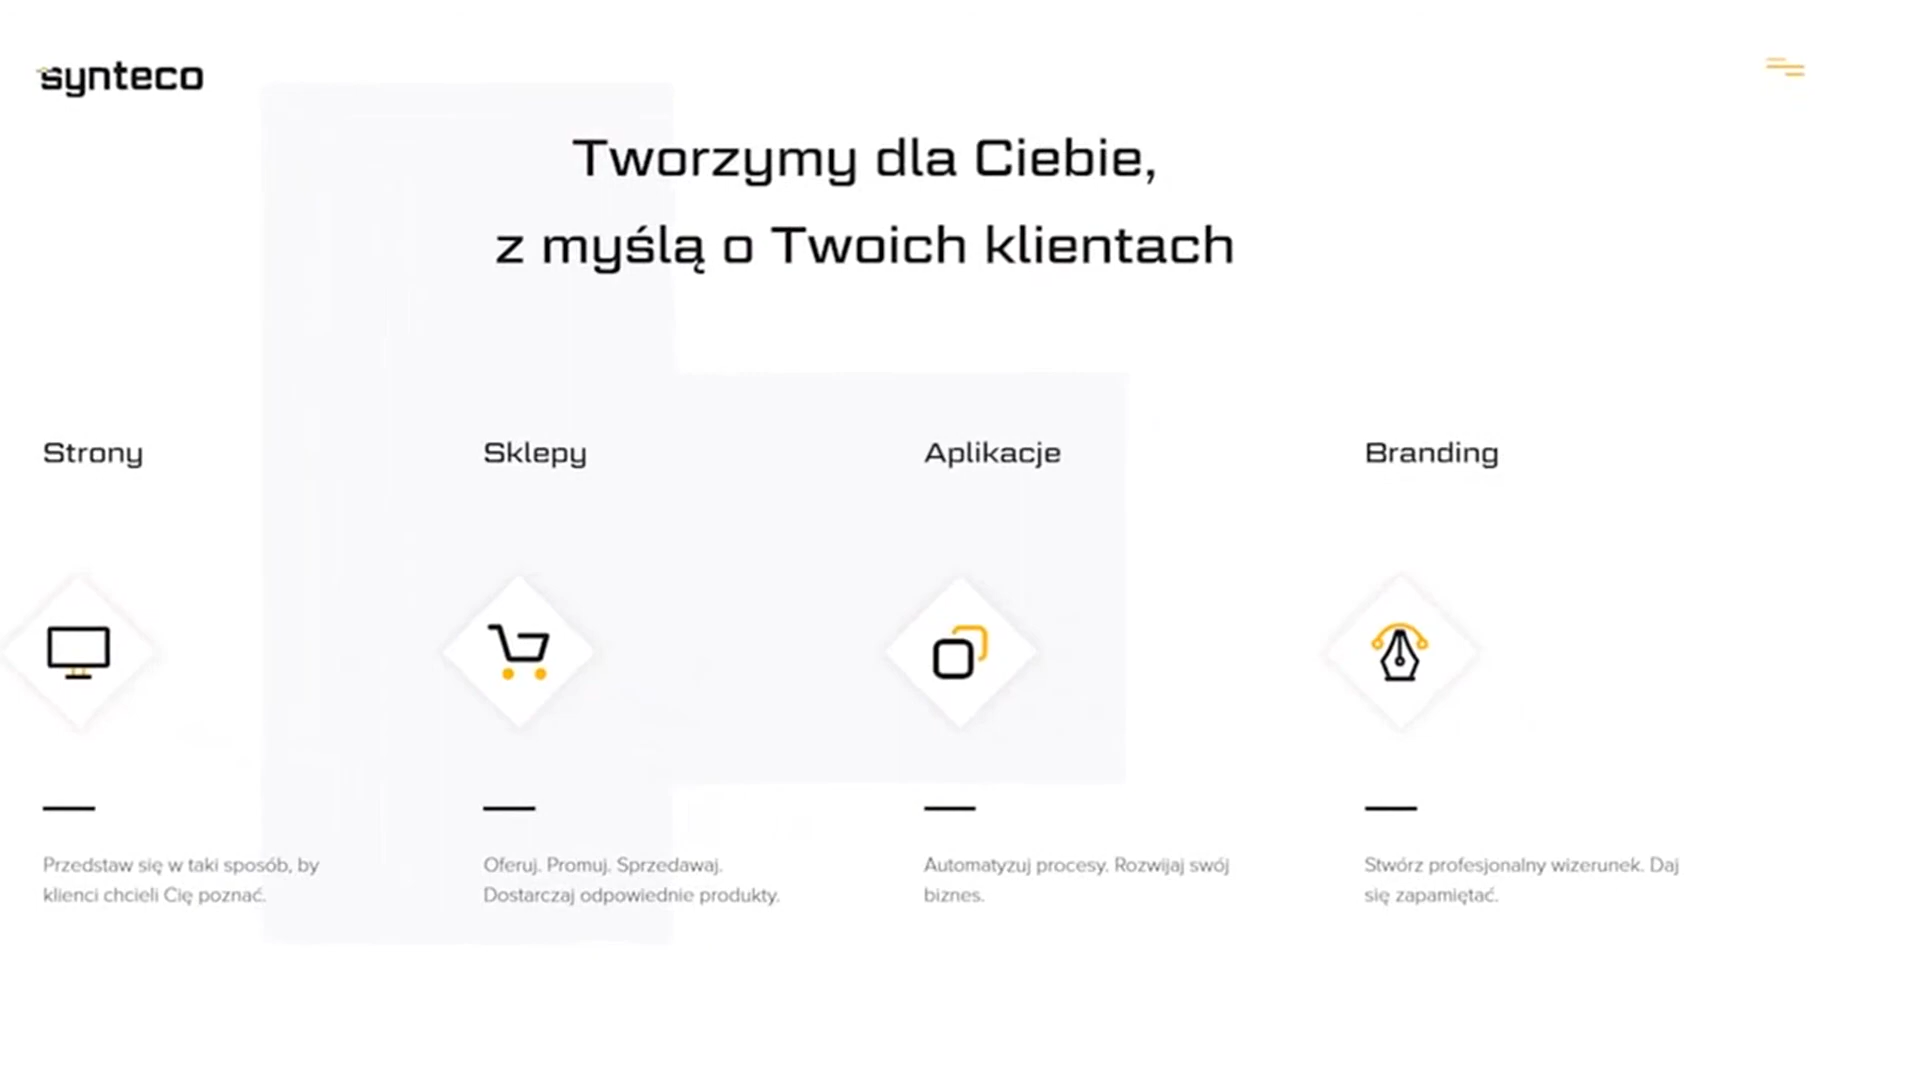 synteco
Tworzymy dla Ciebie,
z myślą o Twoich klientach
Strony
Sklepy
Aplikacje
Branding
Przedstaw się w taki sposób, by
klienci chcieli Cię poznać.
Oferuj. Promuj. Sprzedawaj.
Dostarczaj odpowiednie produkty.
Automatyzuj procesy. Rozwijaj swój
biznes.
Stwórz profesjonalny wizerunek. Daj
się zapamiętać.